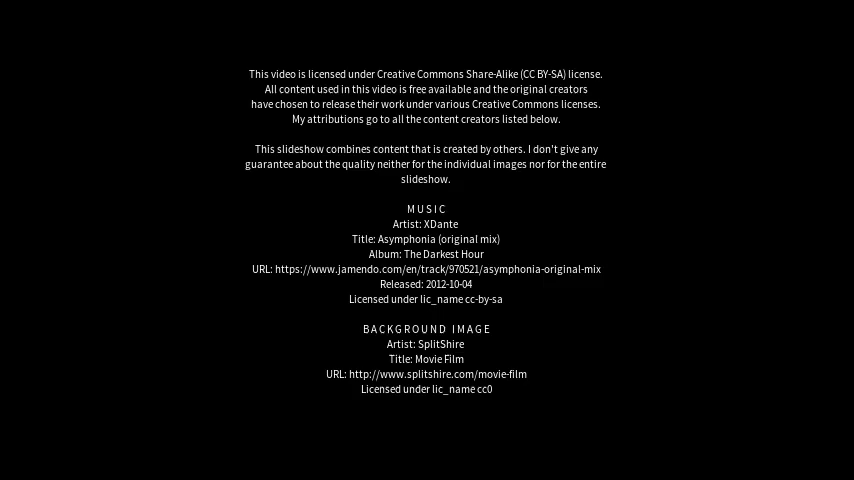 This video is licensed under Creative Commons Share-Alike (CC BY-SA) license.
All content used in this video is free available and the original creators
have chosen to release their work under various Creative Commons licenses.
My attributions go to all the content creators listed below.
This slideshow combines content that is created by others. I don't give any
guarantee about the quality neither for the individual images nor for the entire
slideshow.
MUSIC
Artist: XDante
Title: Asymphonia (original mix)
Album: The Darkest Hour
URL: https://www.jamendo.com/en/track/970521/asymphonia-original-mix
Released: 2012-10-04
Licensed under lic_name cc-by-sa
BACKGROUND IMAGE
Artist: SplitShire
Title: Movie Film
URL: http://www.splitshire.com/movie-film
Licensed under lic_name cc0